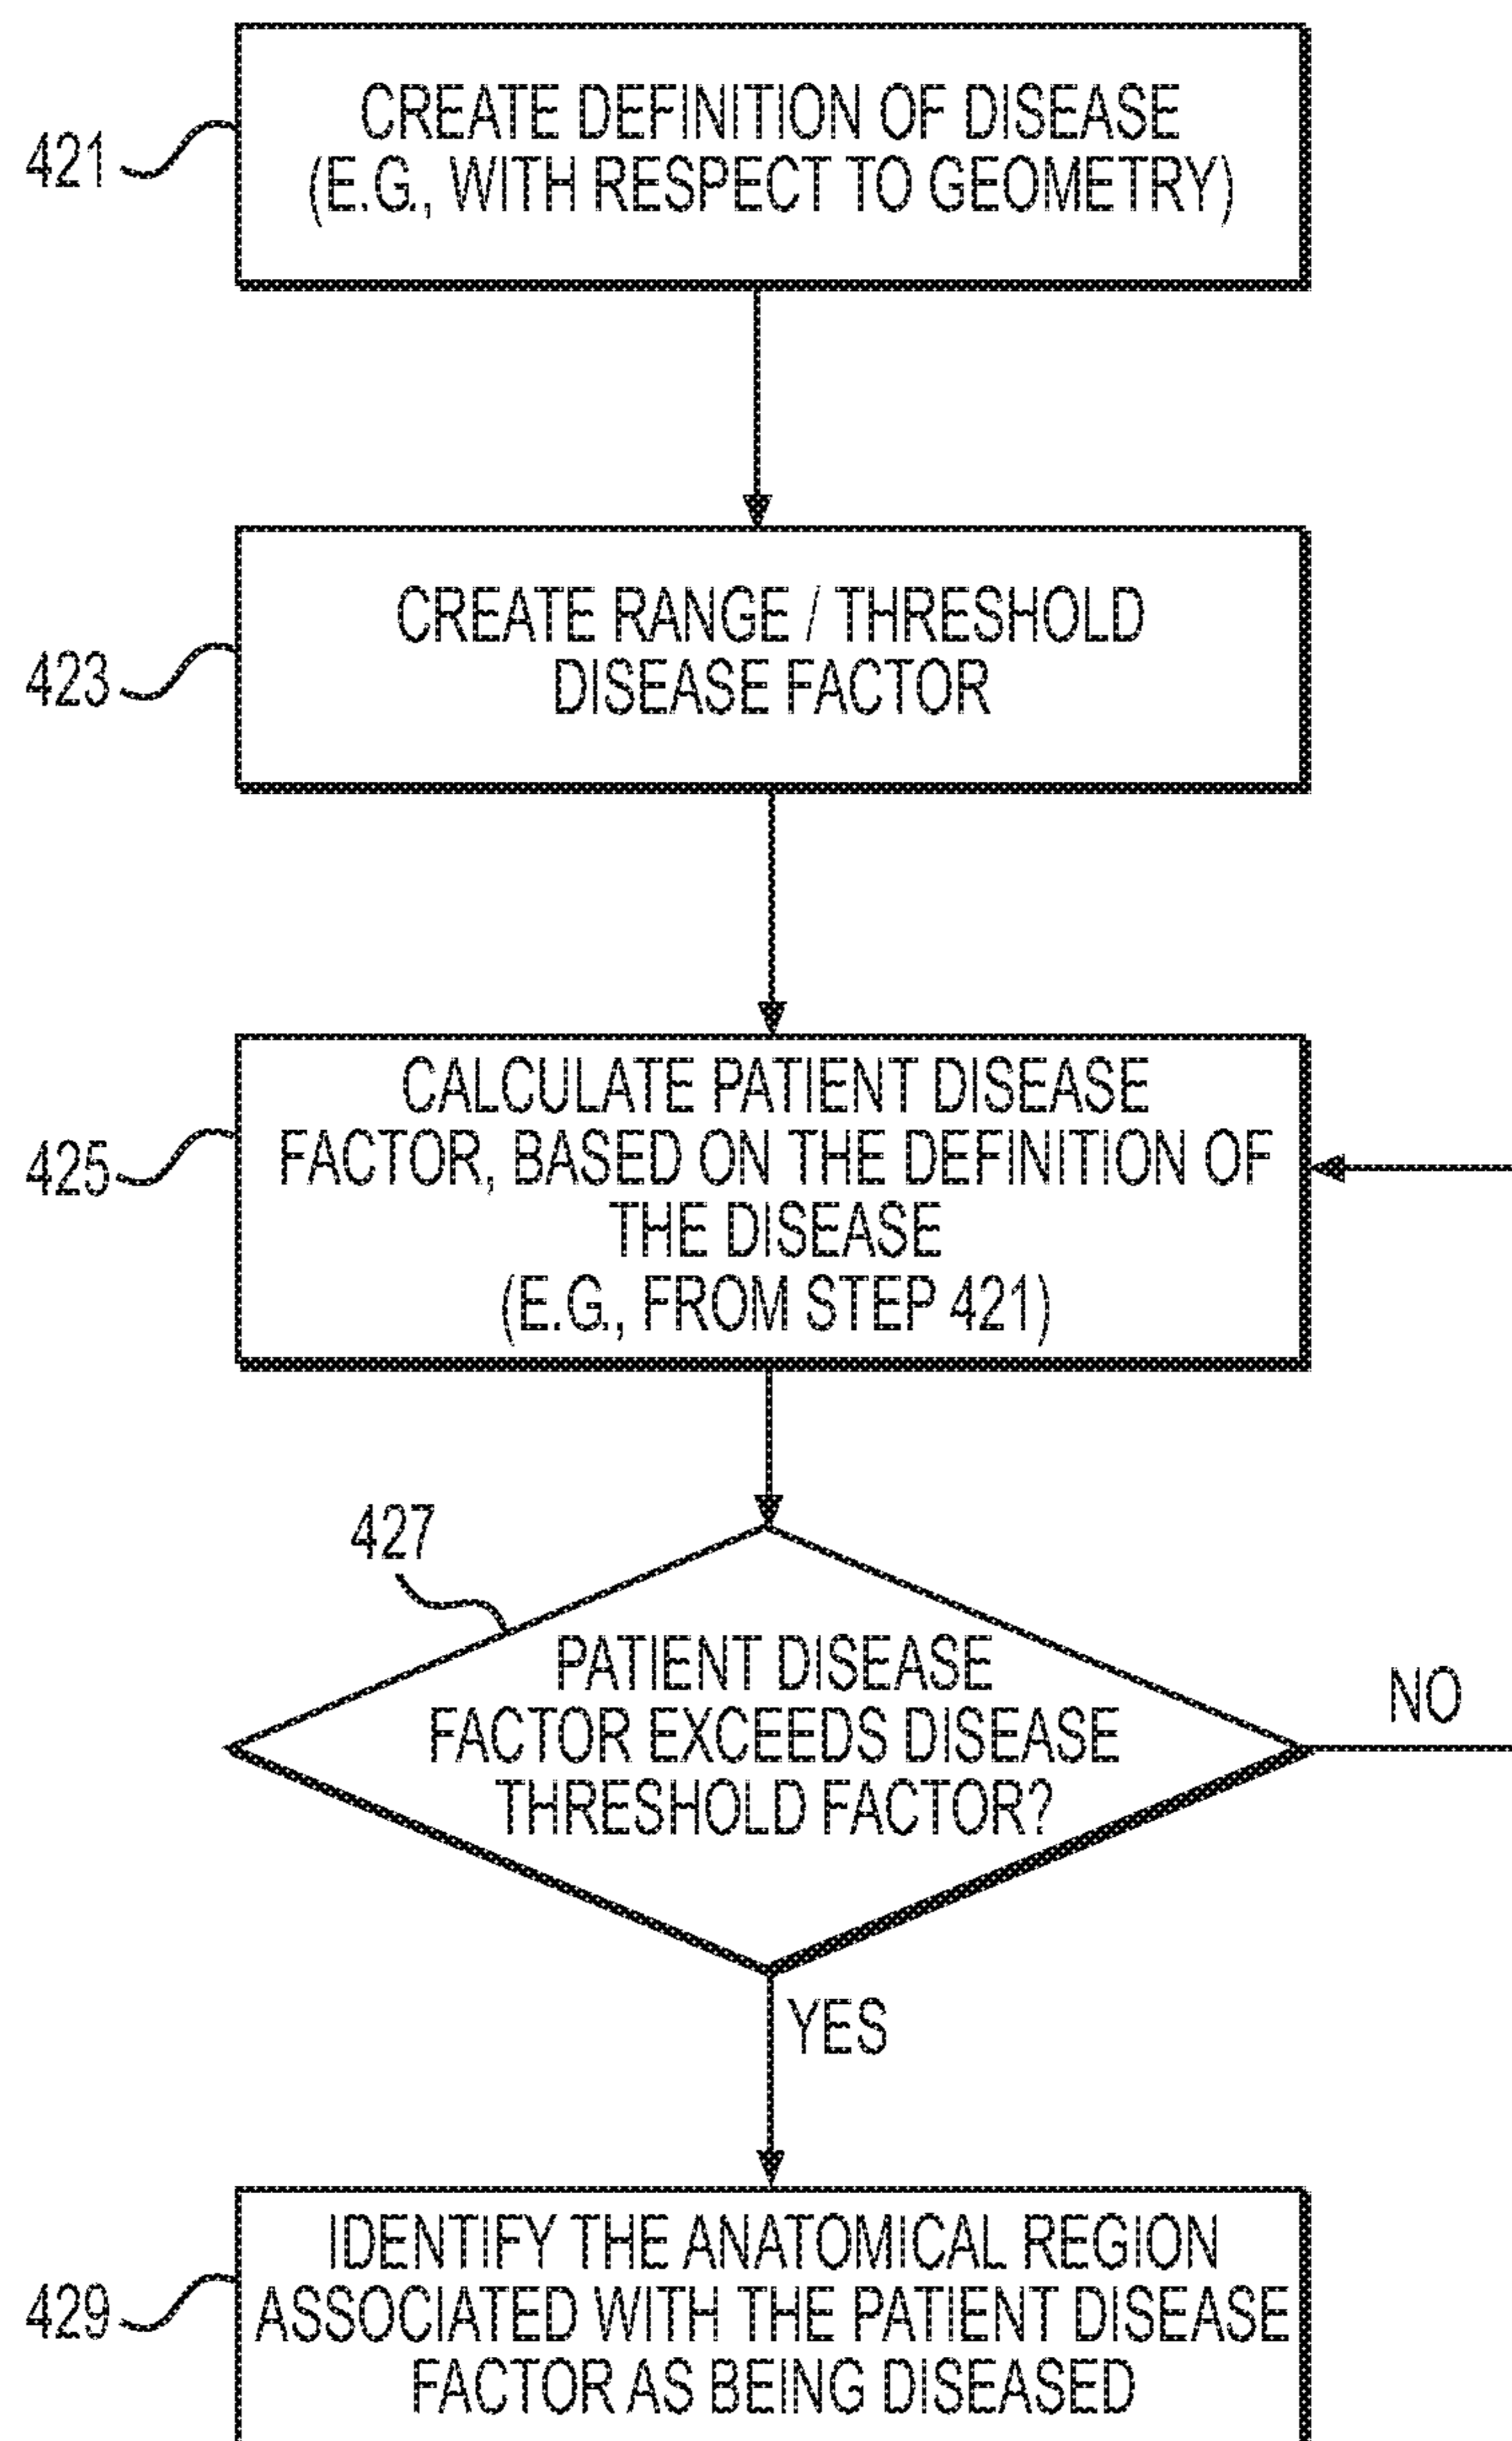 CREATE DEFINITION OF DISEASE
(E.G., WITH RESPECT TO GEOMETRY)
421
CREATE RANGE / THRESHOLD
DISEASE FACTOR
423
CALCULATE PATIENT DISEASE
FACTOR, BASED ON THE DEFINITION OF
THE DISEASE
(E.G., FROM STEP 421)
425
427
PATIENT DISEASE
FACTOR EXCEEDS DISEASE
THRESHOLD FACTOR?
NO
YES
IDENTIFY THE ANATOMICAL REGION
ASSOCIATED WITH THE PATIENT DISEASE
FACTOR AS BEING DISEASED
429